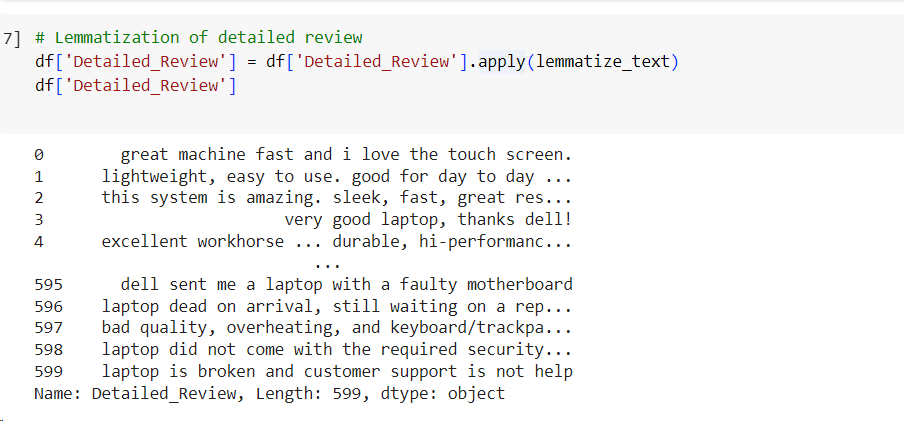 7] # Lemmatization of detailed review
df['Detailed_Review'] = df['Detailed_Review'].apply(lemmatize_text)
df['Detailed_Review']
0 great machine fast and i love the touch screen.
1 lightweight, easy to use. good for day to day ...
2 this system is amazing. sleek, fast, great res...
3 very good laptop, thanks dell!
4 excellent workhorse ... durable, hi-performanc...
...
595 dell sent me a laptop with a faulty motherboard
596 laptop dead on arrival, still waiting on a rep...
597 bad quality, overheating, and keyboard/trackpa...
598 laptop did not come with the required security...
599 laptop is broken and customer support is not help
Name: Detailed_Review, Length: 599, dtype: object